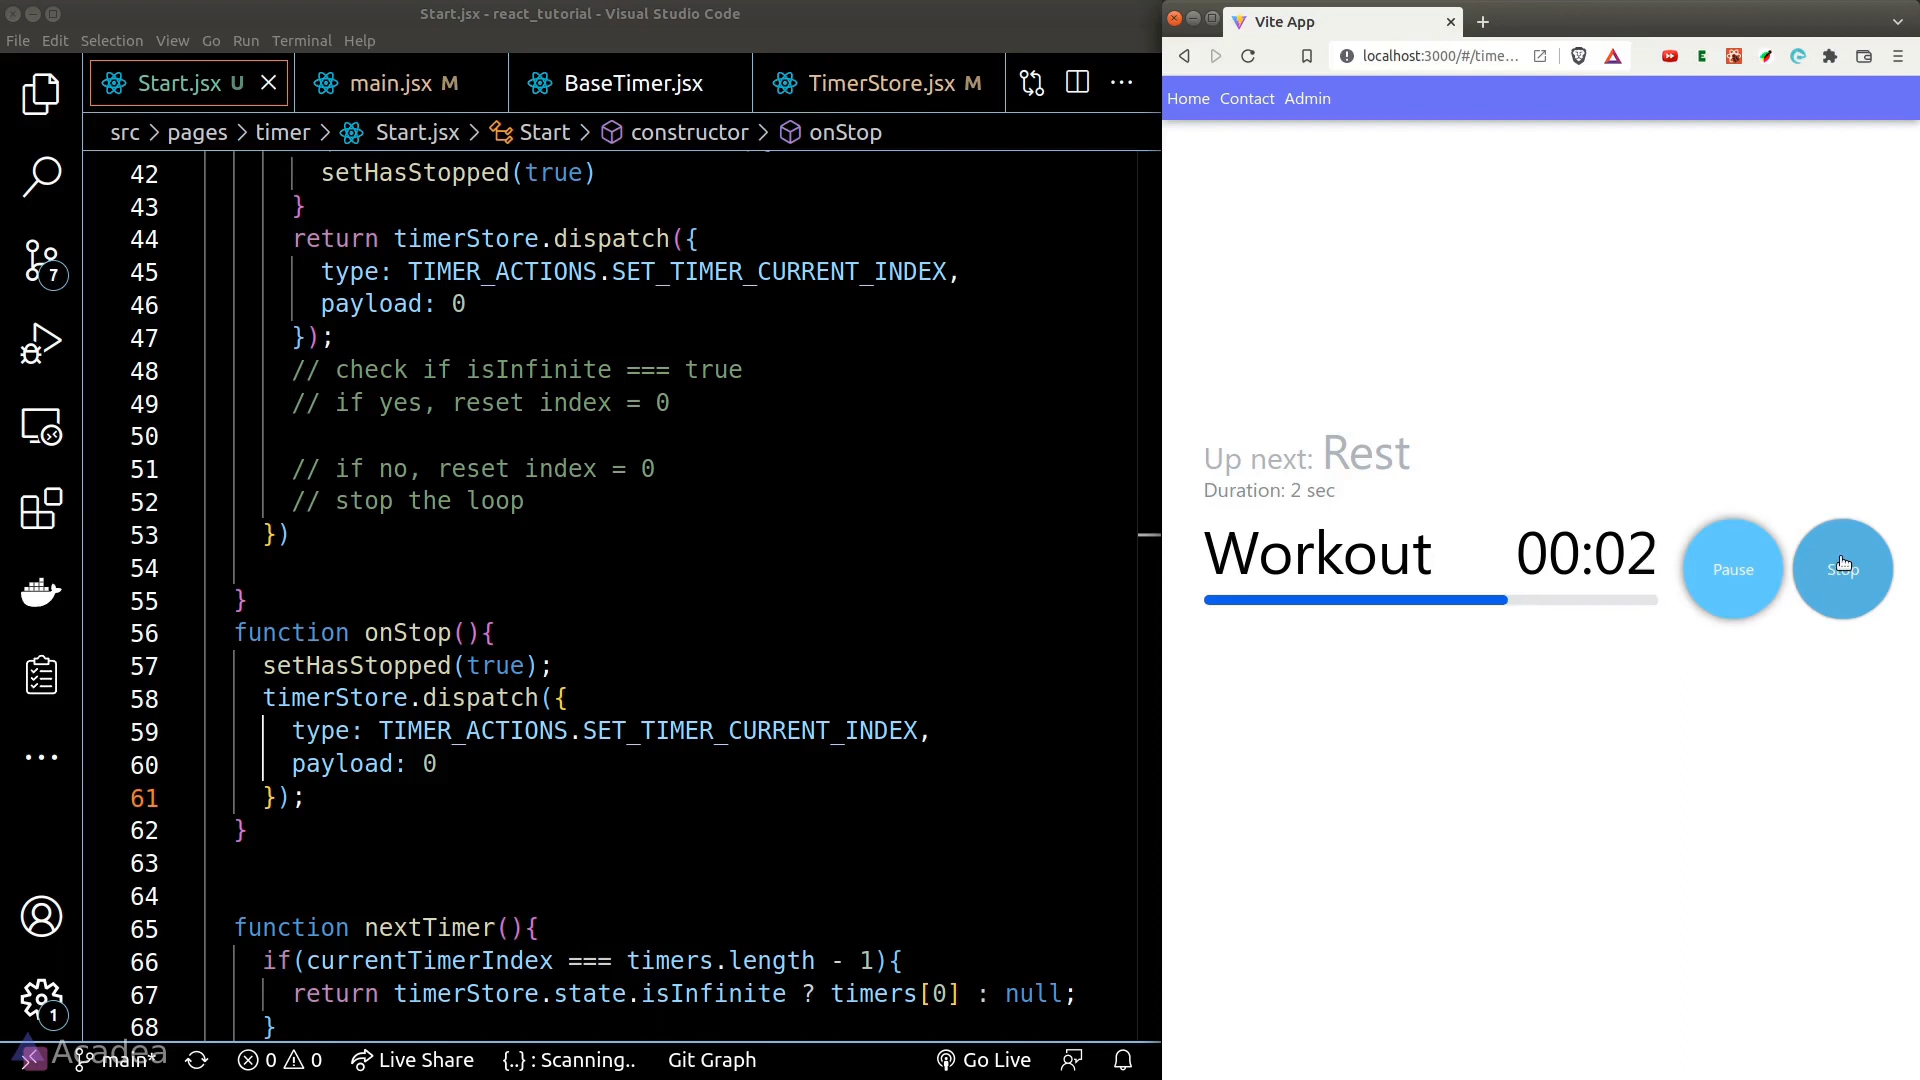 Start.jsx - react_tutorial - Visual Studio Code
File Edit Selection View Go Run Terminal Help
Start.jsx U
main.jsx M
BaseTimer.jsx
TimerStore.jsx M
src > pages > timer > Start.jsx > Start > constructor > onStop
42 setHasStopped(true)
43 }
44 return timerStore.dispatch({
45 type: TIMER_ACTIONS.SET_TIMER_CURRENT_INDEX,
46 payload: 0
47 });
48 // check if isInfinite === true
49 // if yes, reset index = 0
50
51 // if no, reset index = 0
52 // stop the loop
53 })
54
55 }
56 function onStop(){
57 setHasStopped(true);
58 timerStore.dispatch({
59 type: TIMER_ACTIONS.SET_TIMER_CURRENT_INDEX,
60 payload: 0
61 });
62 }
63
64
65 function nextTimer(){
66 if(currentTimerIndex === timers.length - 1){
67 return timerStore.state.isInfinite ? timers[0] : null;
68 }
7
1
Acadea
main* 0 0 Live Share {..} : Scanning.. Git Graph Go Live
Vite App
localhost:3000/#/time...
Home Contact Admin
Up next: Rest
Duration: 2 sec
Workout 00:02
Pause
Stop